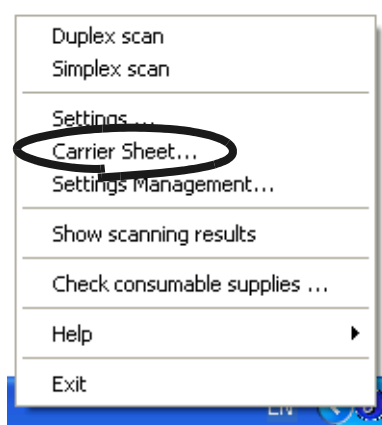 Duplex scan
Simplex scan
Settings ...
Carrier Sheet...
Settings Management...
Show scanning results
Check consumable supplies ...
Help
Exit
EN